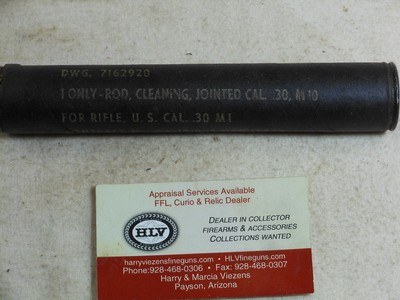 DWG. 7162920
1 ONLY-ROD, CLEANING, JOINTED CAL. .30, M10
FOR RIFLE, U.S. CAL. .30 M1
Appraisal Services Available
FFL, Curio & Relic Dealer
HLV
DEALER IN COLLECTOR
FIREARMS & ACCESSORIES
COLLECTIONS WANTED
harryviezensfineguns.com • HLVfineguns.com
Phone:928-468-0306 • Fax: 928-468-0307
Harry & Marcia Viezens
Payson, Arizona